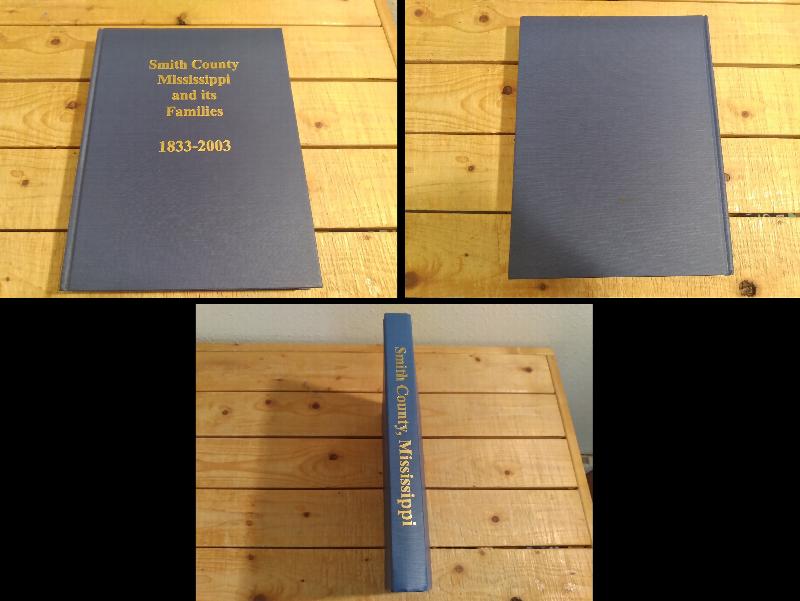 Smith County
Mississippi
and its
Families
1833-2003
Smith County, Mississippi